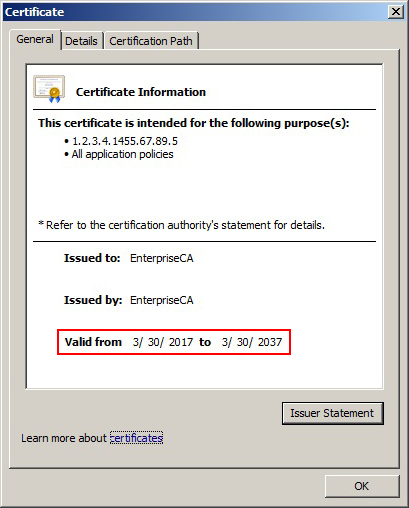 Certificate
General Details Certification Path
Certificate Information
This certificate is intended for the following purpose(s):
• 1.2.3.4.1455.67.89.5
• All application policies
* Refer to the certification authority's statement for details.
Issued to: EnterpriseCA
Issued by: EnterpriseCA
Valid from 3/ 30/ 2017 to 3/ 30/ 2037
Issuer Statement
Learn more about certificates
OK